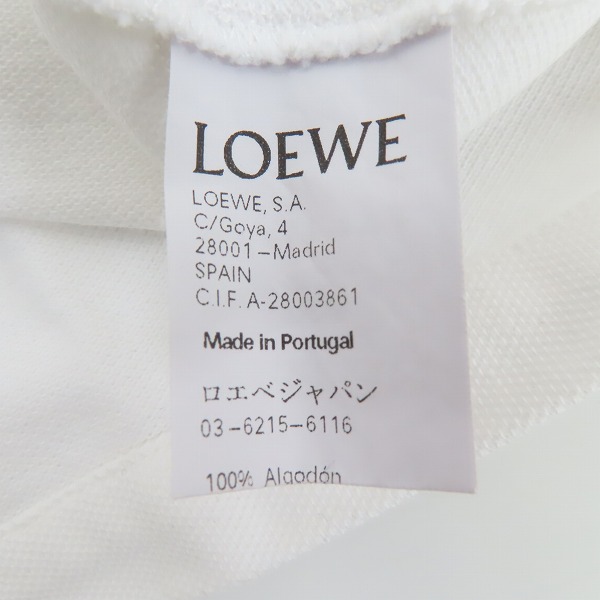 LOEWE
LOEWE, S.A.
C/Goya, 4
28001-Madrid
SPAIN
C.I.F. A-28003861
Made in Portugal
ロエベジャパン
03-6215-6116
100% Algodón